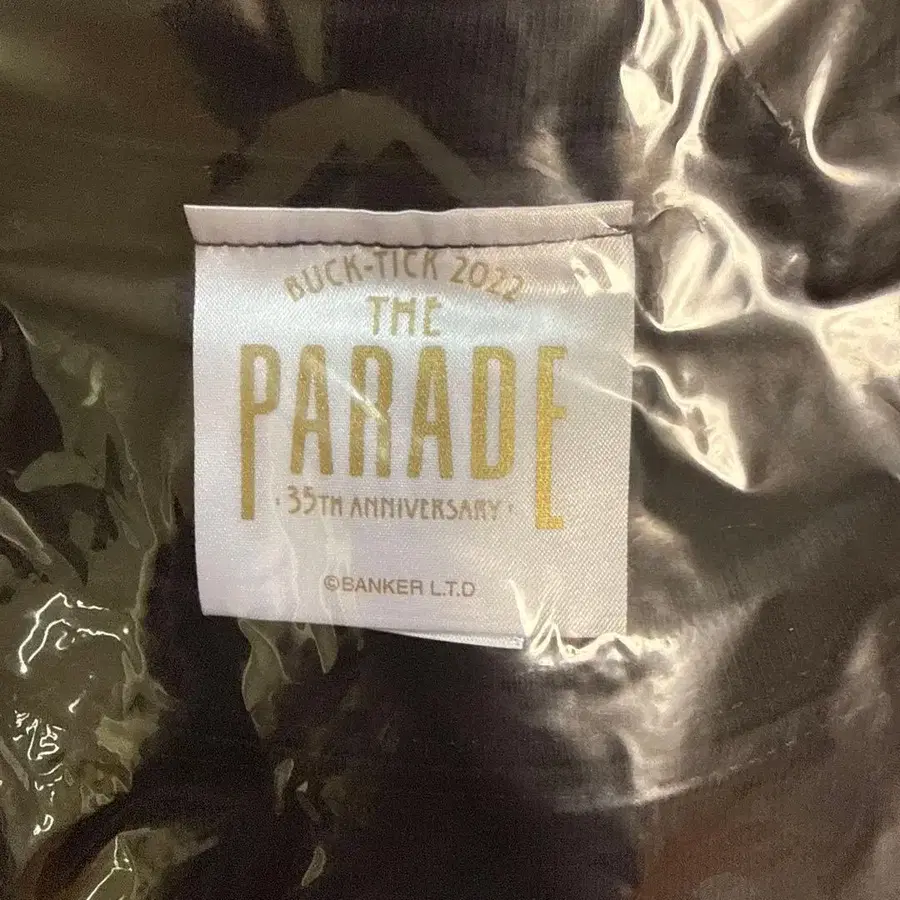 BUCK-TICK 2022
THE
PARADE
・35TH ANNIVERSARY・
©BANKER L.T.D